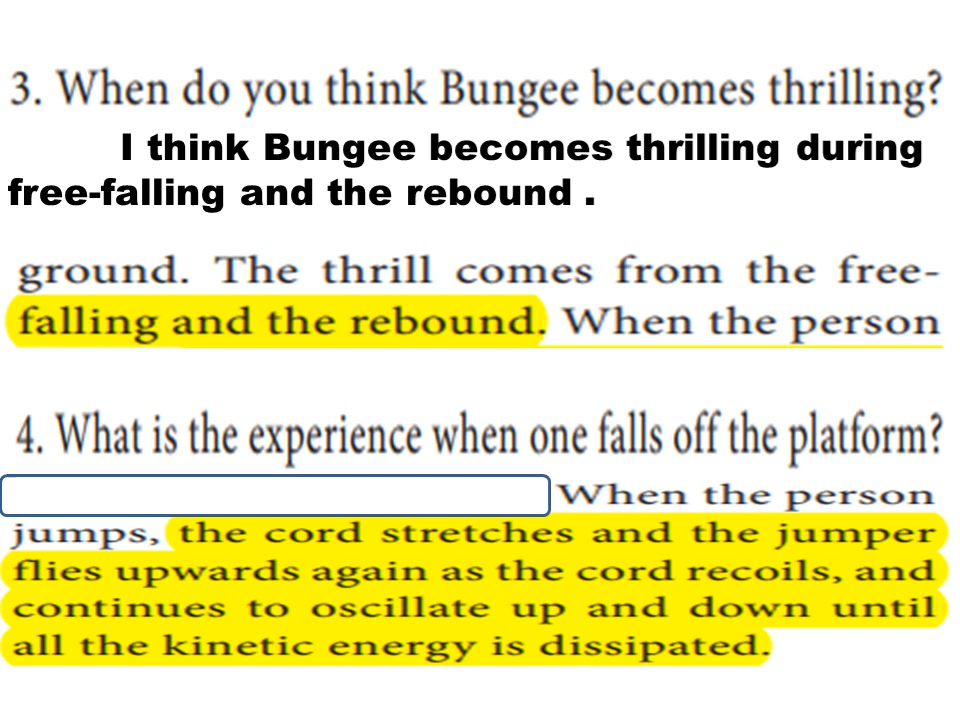 3. When do you think Bungee becomes thrilling?
I think Bungee becomes thrilling during
free-falling and the rebound .
ground. The thrill comes from the free-
falling and the rebound. When the person
4. What is the experience when one falls off the platform?
When the person
jumps, the cord stretches and the jumper
flies upwards again as the cord recoils, and
continues to oscillate up and down until
all the kinetic energy is dissipated.